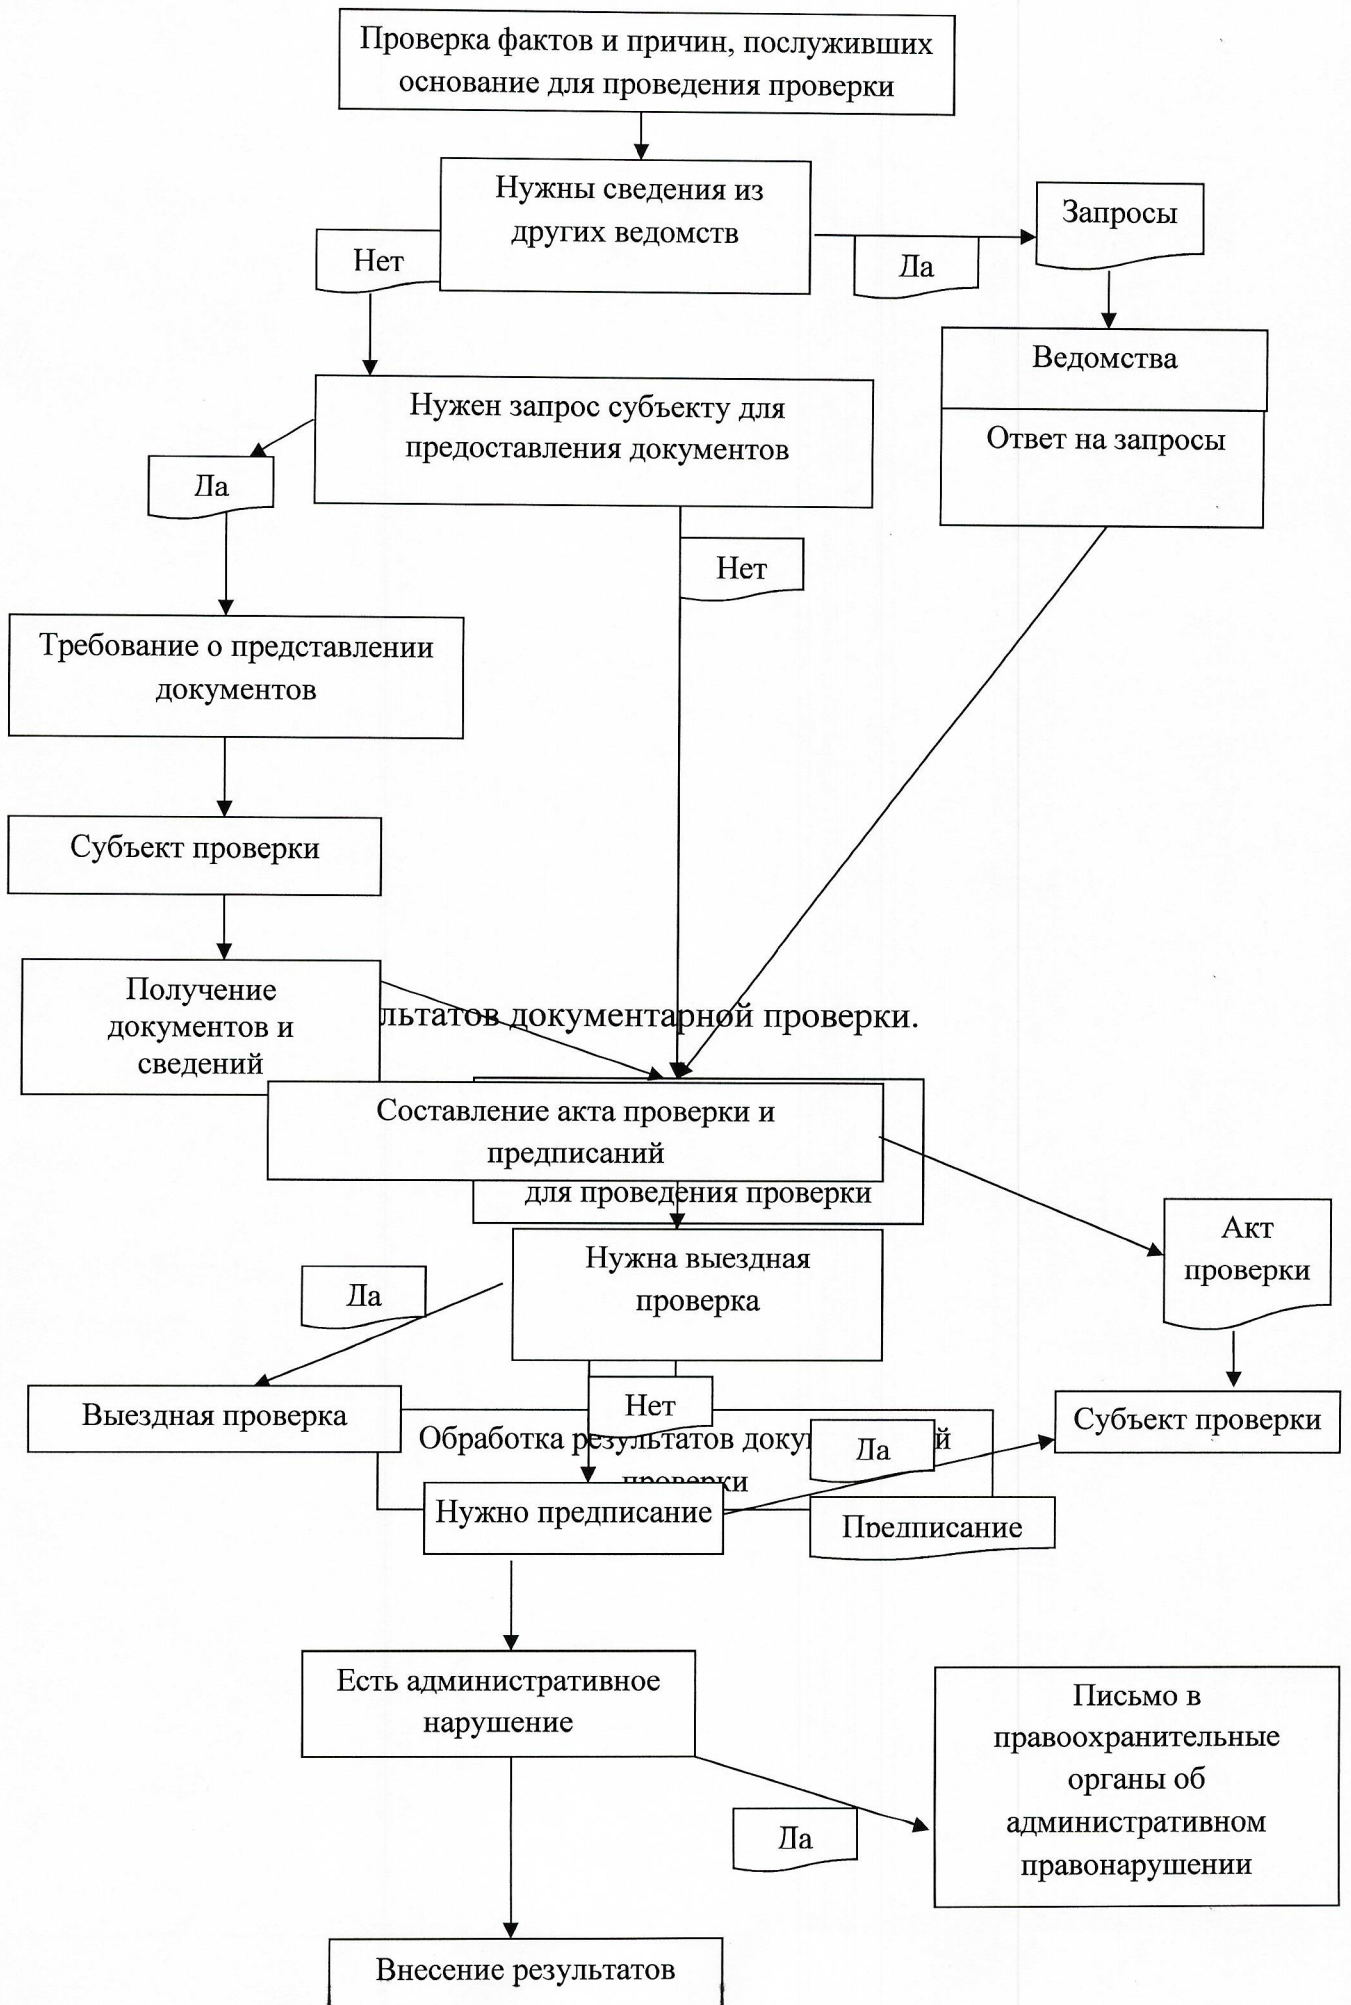 Проверка фактов и причин, послуживших
основание для проведения проверки
Нужны сведения из
других ведомств
Запросы
Нет
Да
Ведомства
Нужен запрос субъекту для
предоставления документов
Ответ на запросы
Да
Нет
Требование о представлении
документов
Субъект проверки
Получение
документов и
сведений
льтатов документарной проверки.
Составление акта проверки и
предписаний
для проведения проверки
Нужна выездная
проверка
Акт
проверки
Да
Выездная проверка
Нет
Субъект проверки
Обработка результатов доку
й
Да
проверки
Нужно предписание
Предписание
Есть административное
нарушение
Письмо в
правоохранительные
органы об
административном
правонарушении
Да
Внесение результатов